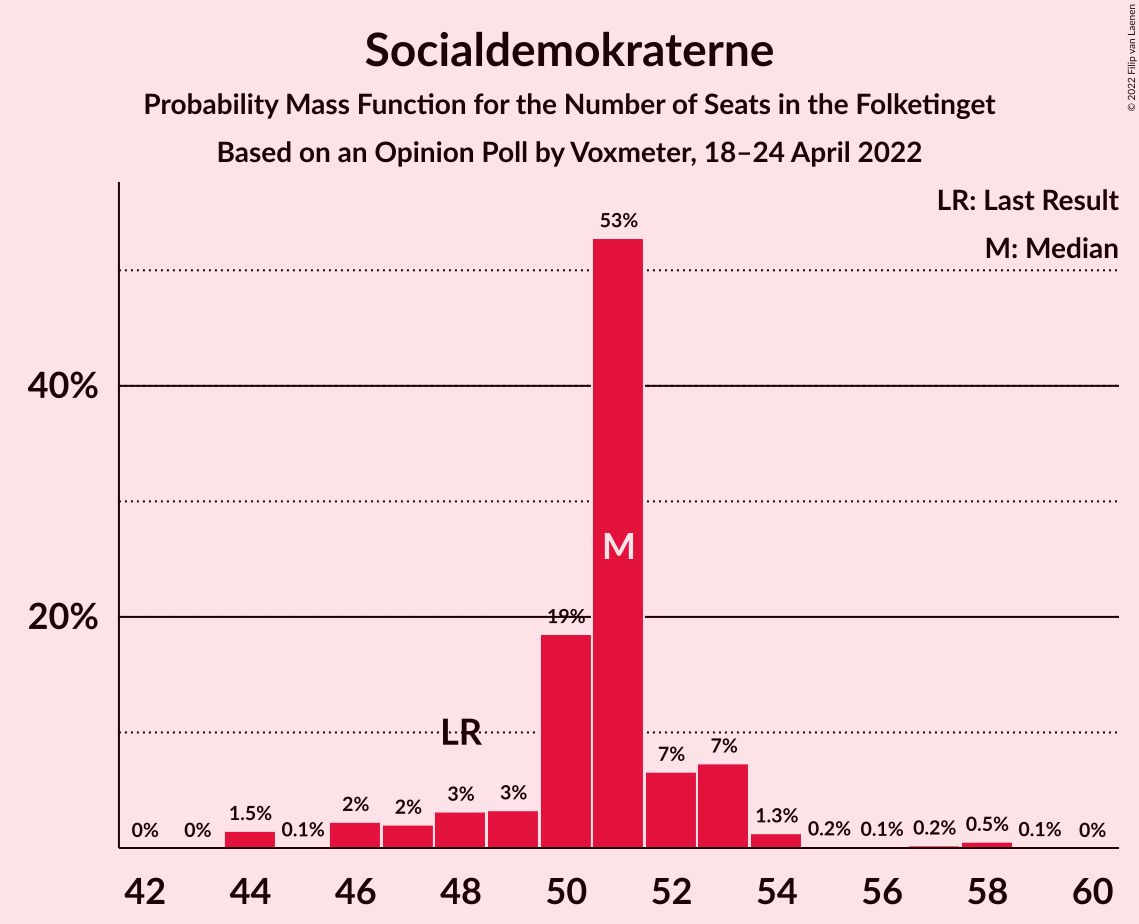 Socialdemokraterne
Probability Mass Function for the Number of Seats in the Folketinget
Based on an Opinion Poll by Voxmeter, 18–24 April 2022
© 2022 Filip van Laenen
LR: Last Result
M: Median
53%
40%
M
20%
19%
LR
7%
7%
3%
3%
2%
2%
1.5%
1.3%
0.5%
0% 0% 0.1% 0.2% 0.1% 0.2% 0.1% 0%
42 44 46 48 50 52 54 56 58 60